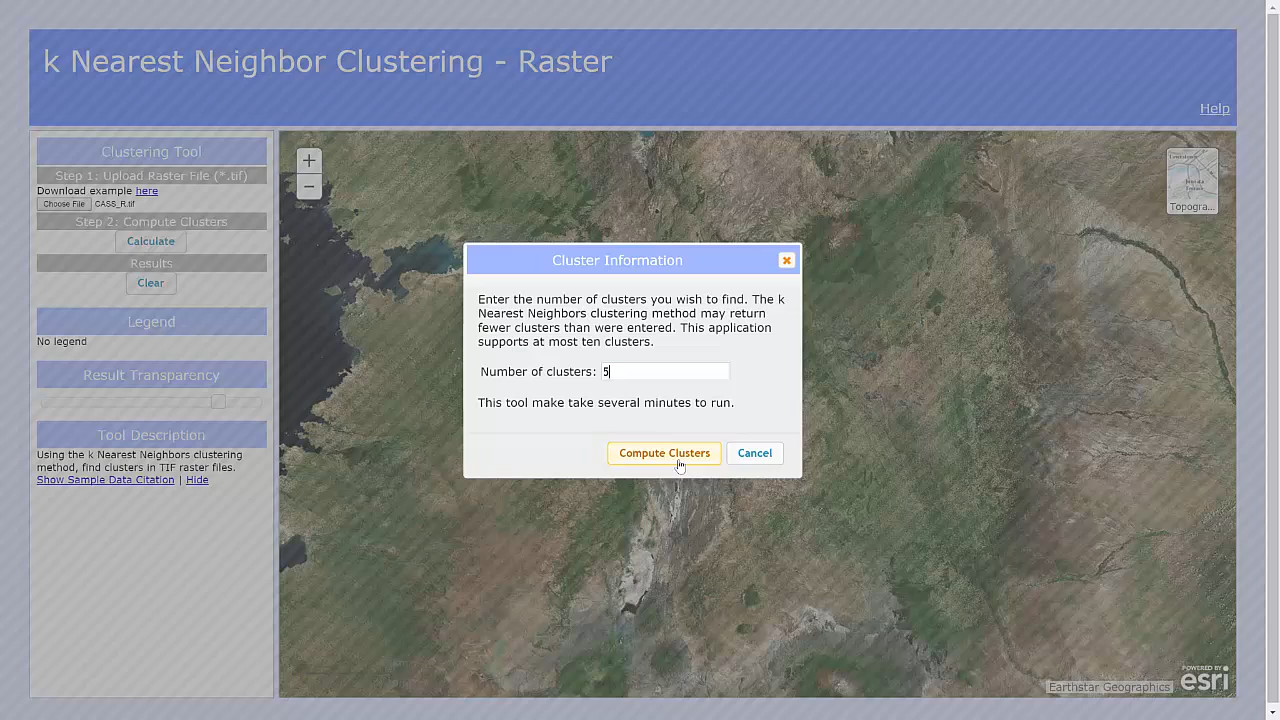 k Nearest Neighbor Clustering - Raster
Help
Clustering Tool
Step 1: Upload Raster File (*.tif)
Download example here
Choose File CASS_R.tif
Step 2: Compute Clusters
Calculate
Results
Clear
Legend
No legend
Result Transparency
Tool Description
Using the k Nearest Neighbors clustering
method, find clusters in TIF raster files.
Show Sample Data Citation | Hide
+
−
Topogra...
Cluster Information
Enter the number of clusters you wish to find. The k
Nearest Neighbors clustering method may return
fewer clusters than were entered. This application
supports at most ten clusters.
Number of clusters: 5
This tool make take several minutes to run.
Compute Clusters
Cancel
Earthstar Geographics
POWERED BY
esri